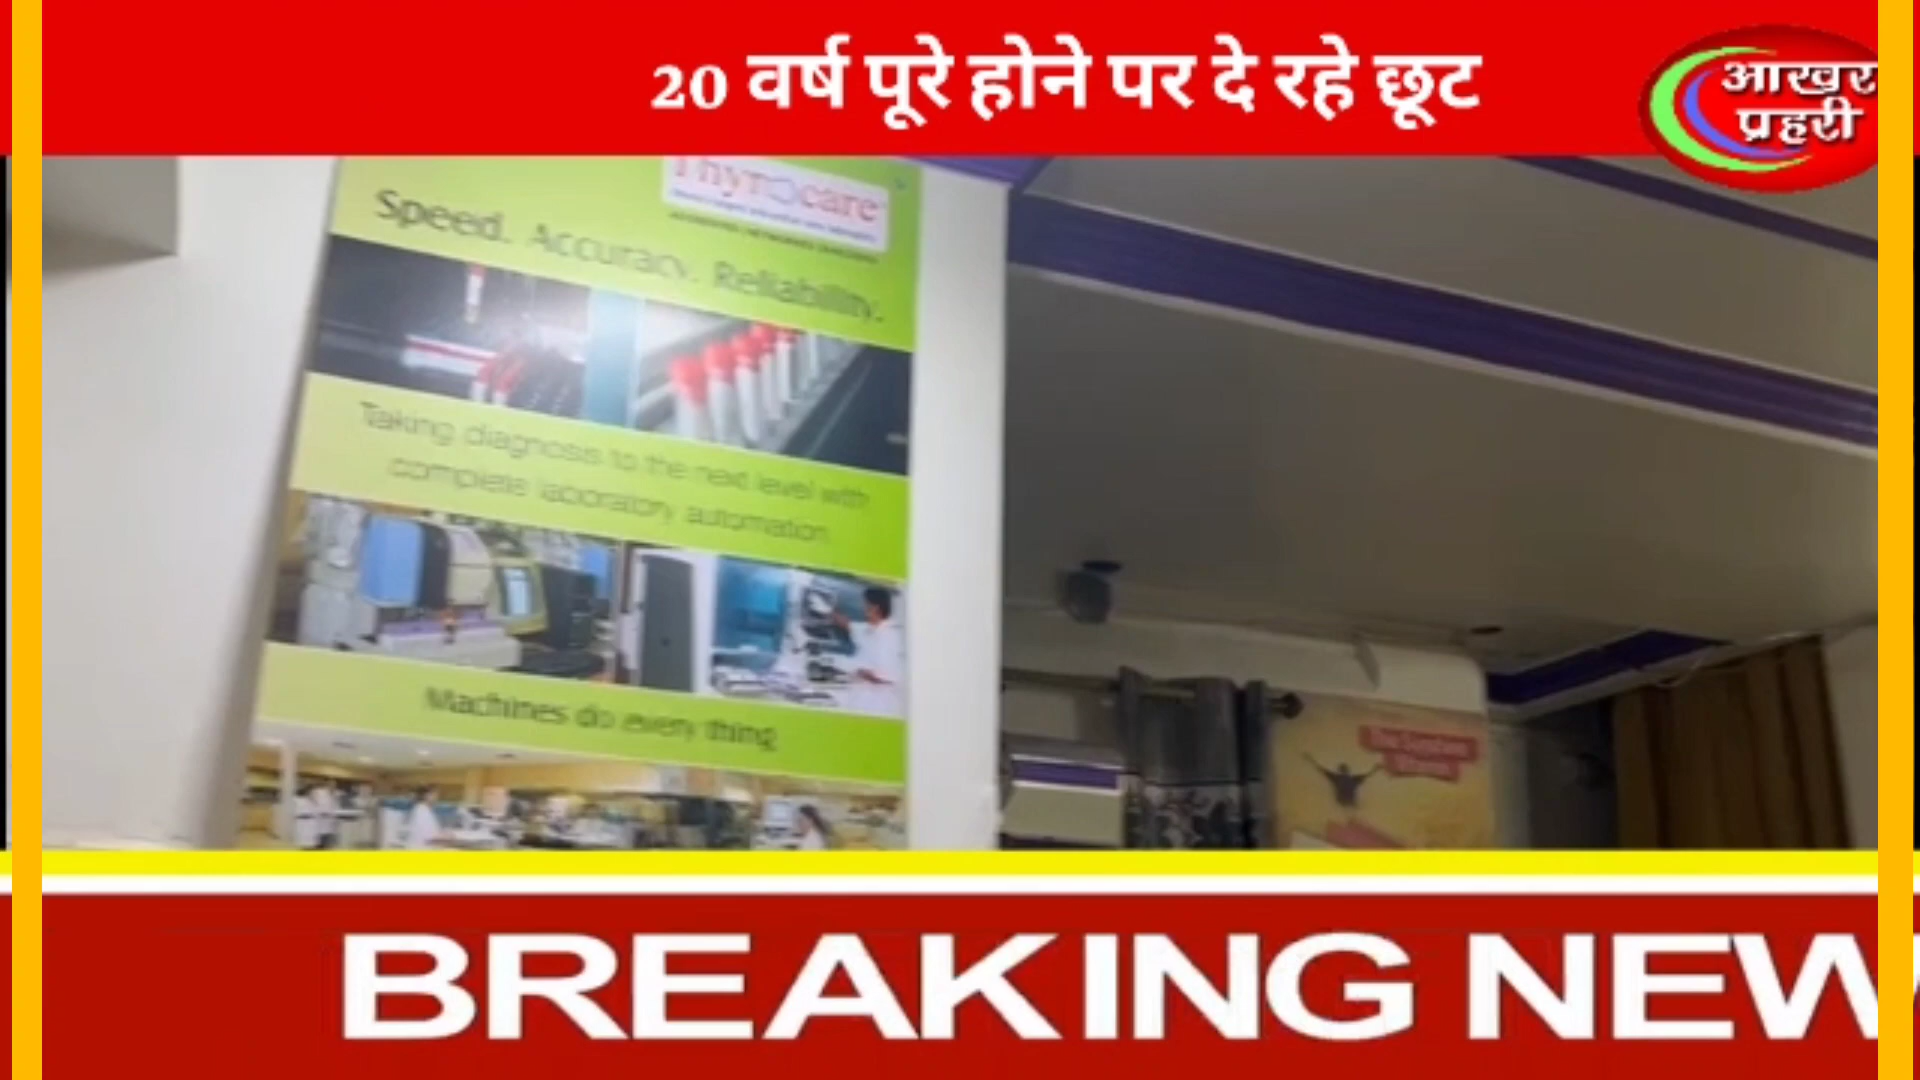 20 वर्ष पूरे होने पर दे रहे छूट
आखर
प्रहरी
Thyrocare
Speed. Accuracy. Reliability.
Taking diagnosis to the next level with
complete laboratory automation
Machines do every thing
BREAKING NEW